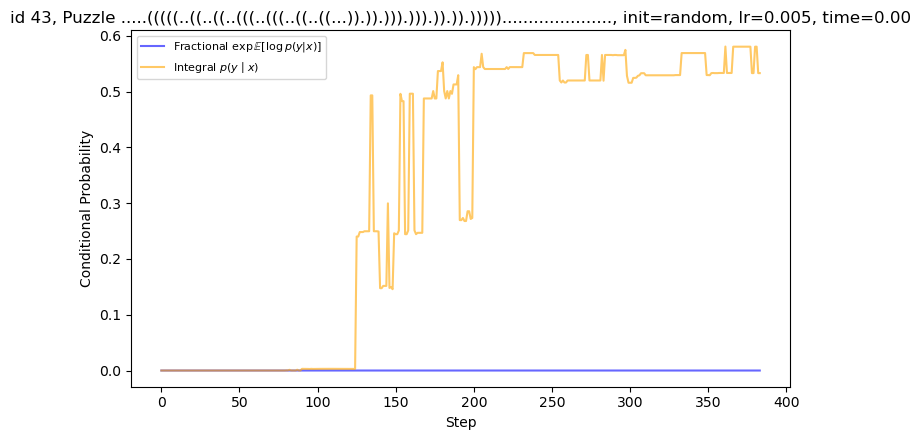 id 43, Puzzle .....(((((..((..((..(((..(((..((..((...)).)).))).))).)).)).)))))....................., init=random, lr=0.005, time=0.00
Fractional exp𝔼[log p(y|x)]
Integral p(y | x)
Conditional Probability
0.6
0.5
0.4
0.3
0.2
0.1
0.0
0 50 100 150 200 250 300 350 400
Step